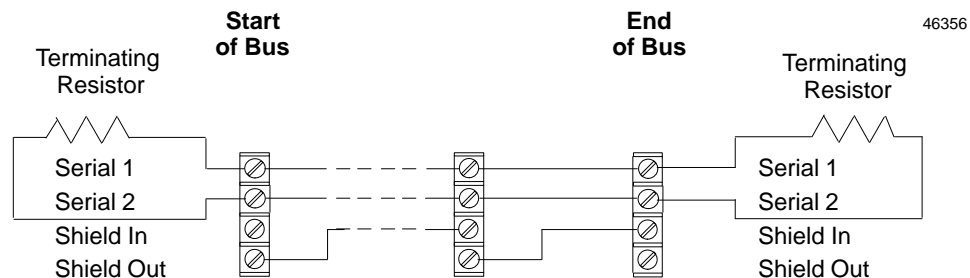 Start
of Bus
End
of Bus
46356
Terminating
Resistor
Terminating
Resistor
Serial 1
Serial 2
Shield In
Shield Out
Serial 1
Serial 2
Shield In
Shield Out